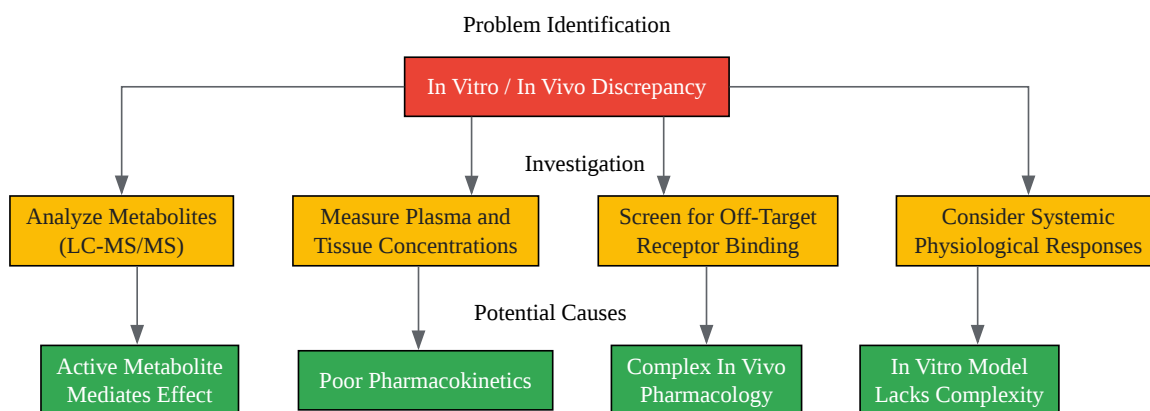 Problem Identification
In Vitro / In Vivo Discrepancy
Investigation
Analyze Metabolites
(LC-MS/MS)
Measure Plasma and
Tissue Concentrations
Screen for Off-Target
Receptor Binding
Consider Systemic
Physiological Responses
Potential Causes
Active Metabolite
Mediates Effect
Poor Pharmacokinetics
Complex In Vivo
Pharmacology
In Vitro Model
Lacks Complexity